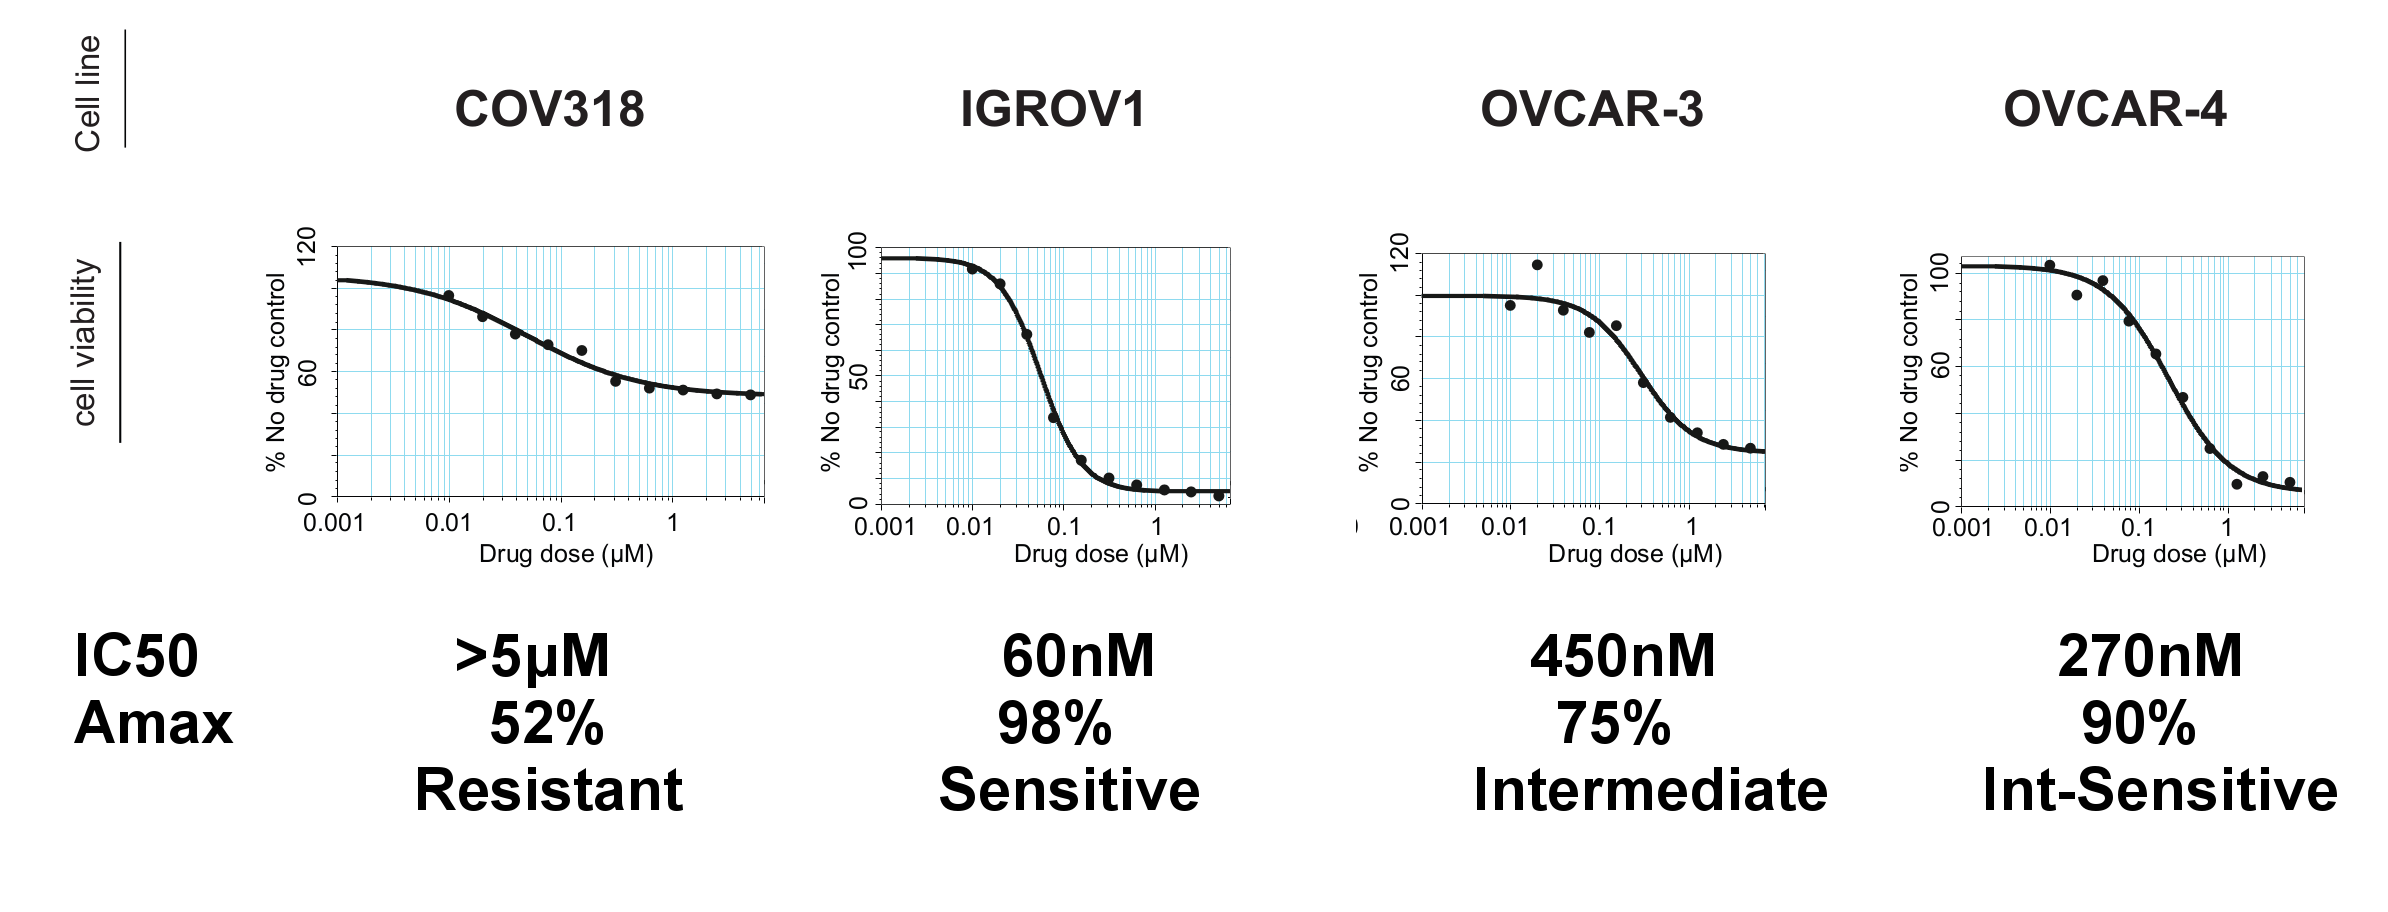 Cell line
COV318 IGROV1 OVCAR-3 OVCAR-4
cell viability
% No drug control
120
60
0
0.001 0.01 0.1 1
Drug dose (µM)
% No drug control
100
50
0
0.001 0.01 0.1 1
Drug dose (µM)
% No drug control
120
60
0
0.001 0.01 0.1 1
Drug dose (µM)
% No drug control
100
60
0
0.001 0.01 0.1 1
Drug dose (µM)
IC50 >5µM 60nM 450nM 270nM
Amax 52% 98% 75% 90%
Resistant Sensitive Intermediate Int-Sensitive